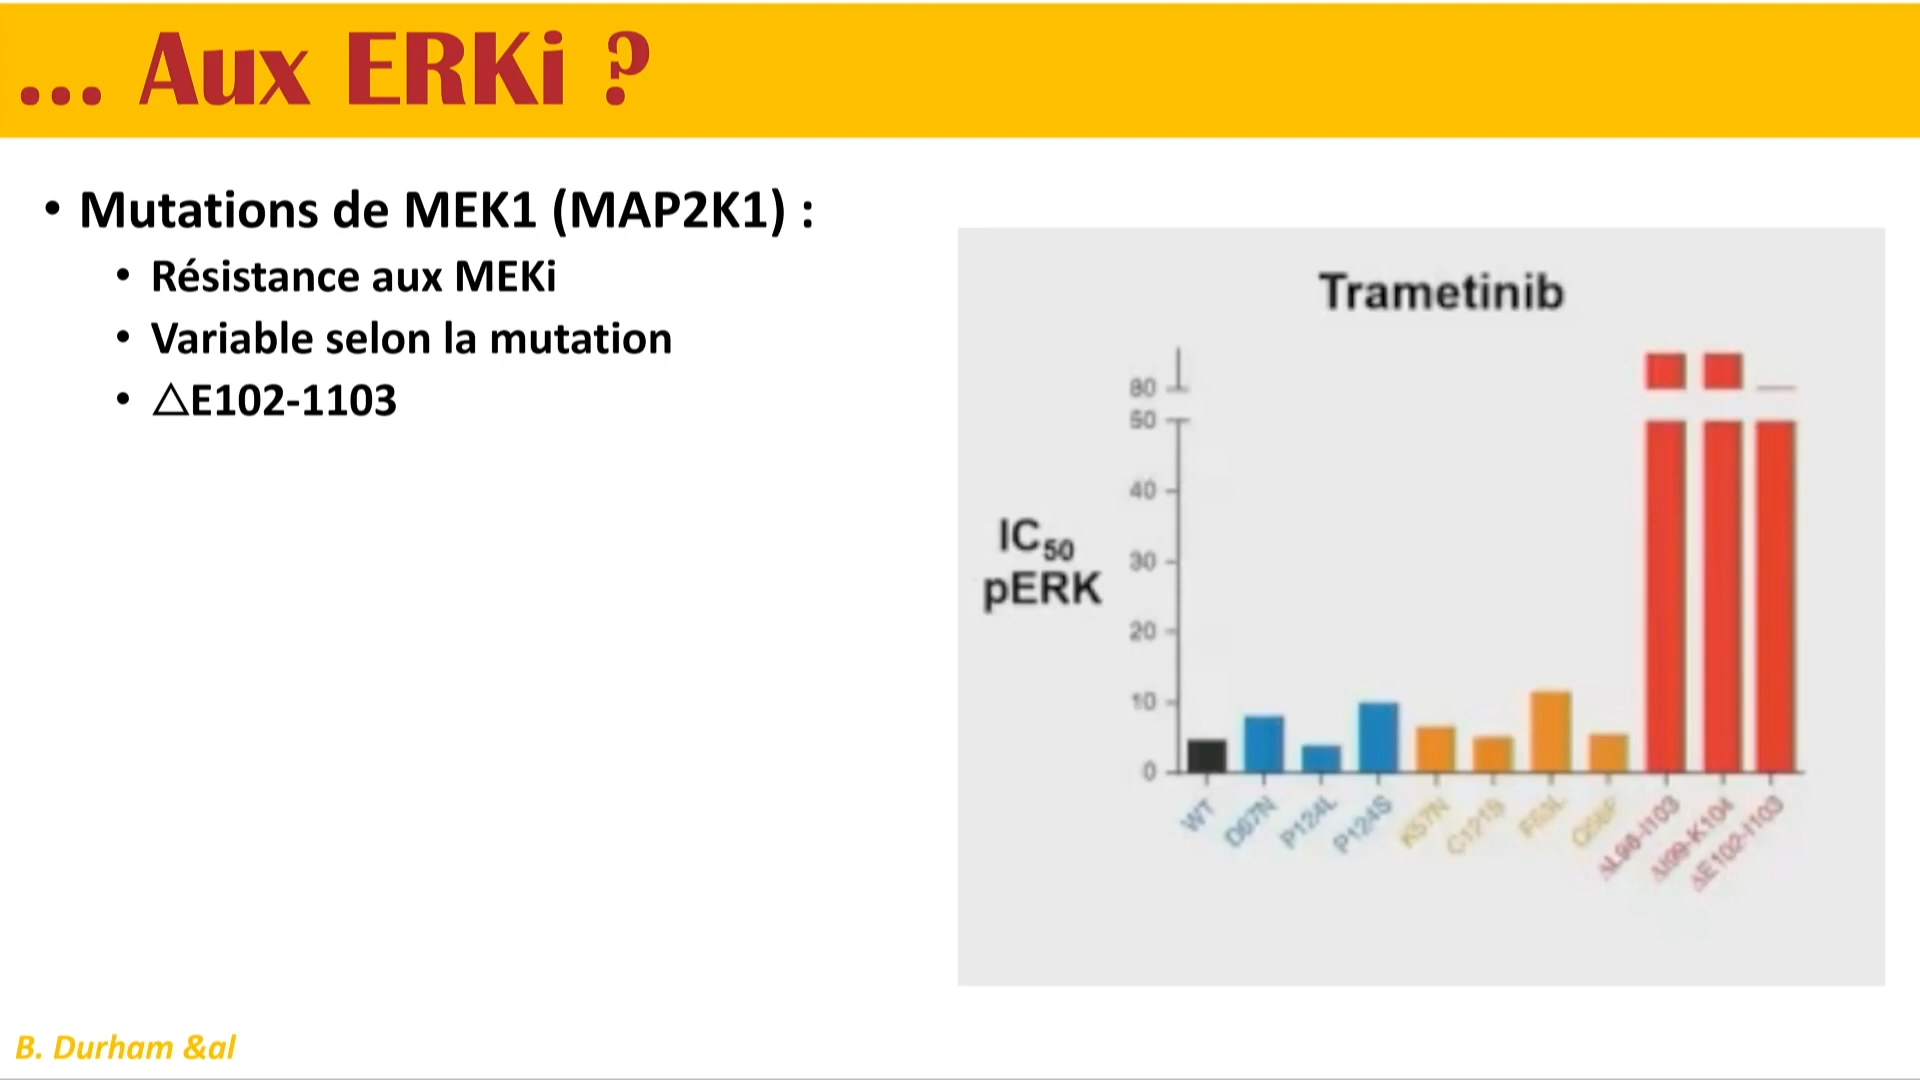 ... Aux ERKi ?
• Mutations de MEK1 (MAP2K1) :
• Résistance aux MEKi
• Variable selon la mutation
• △E102-1103
Trametinib
80
50
40
30
20
10
0
IC50
pERK
WT
D67N
P124L
P124S
K57N
C121S
F53L
Q56P
ΔL98-I103
ΔI99-K104
ΔE102-I103
B. Durham &al